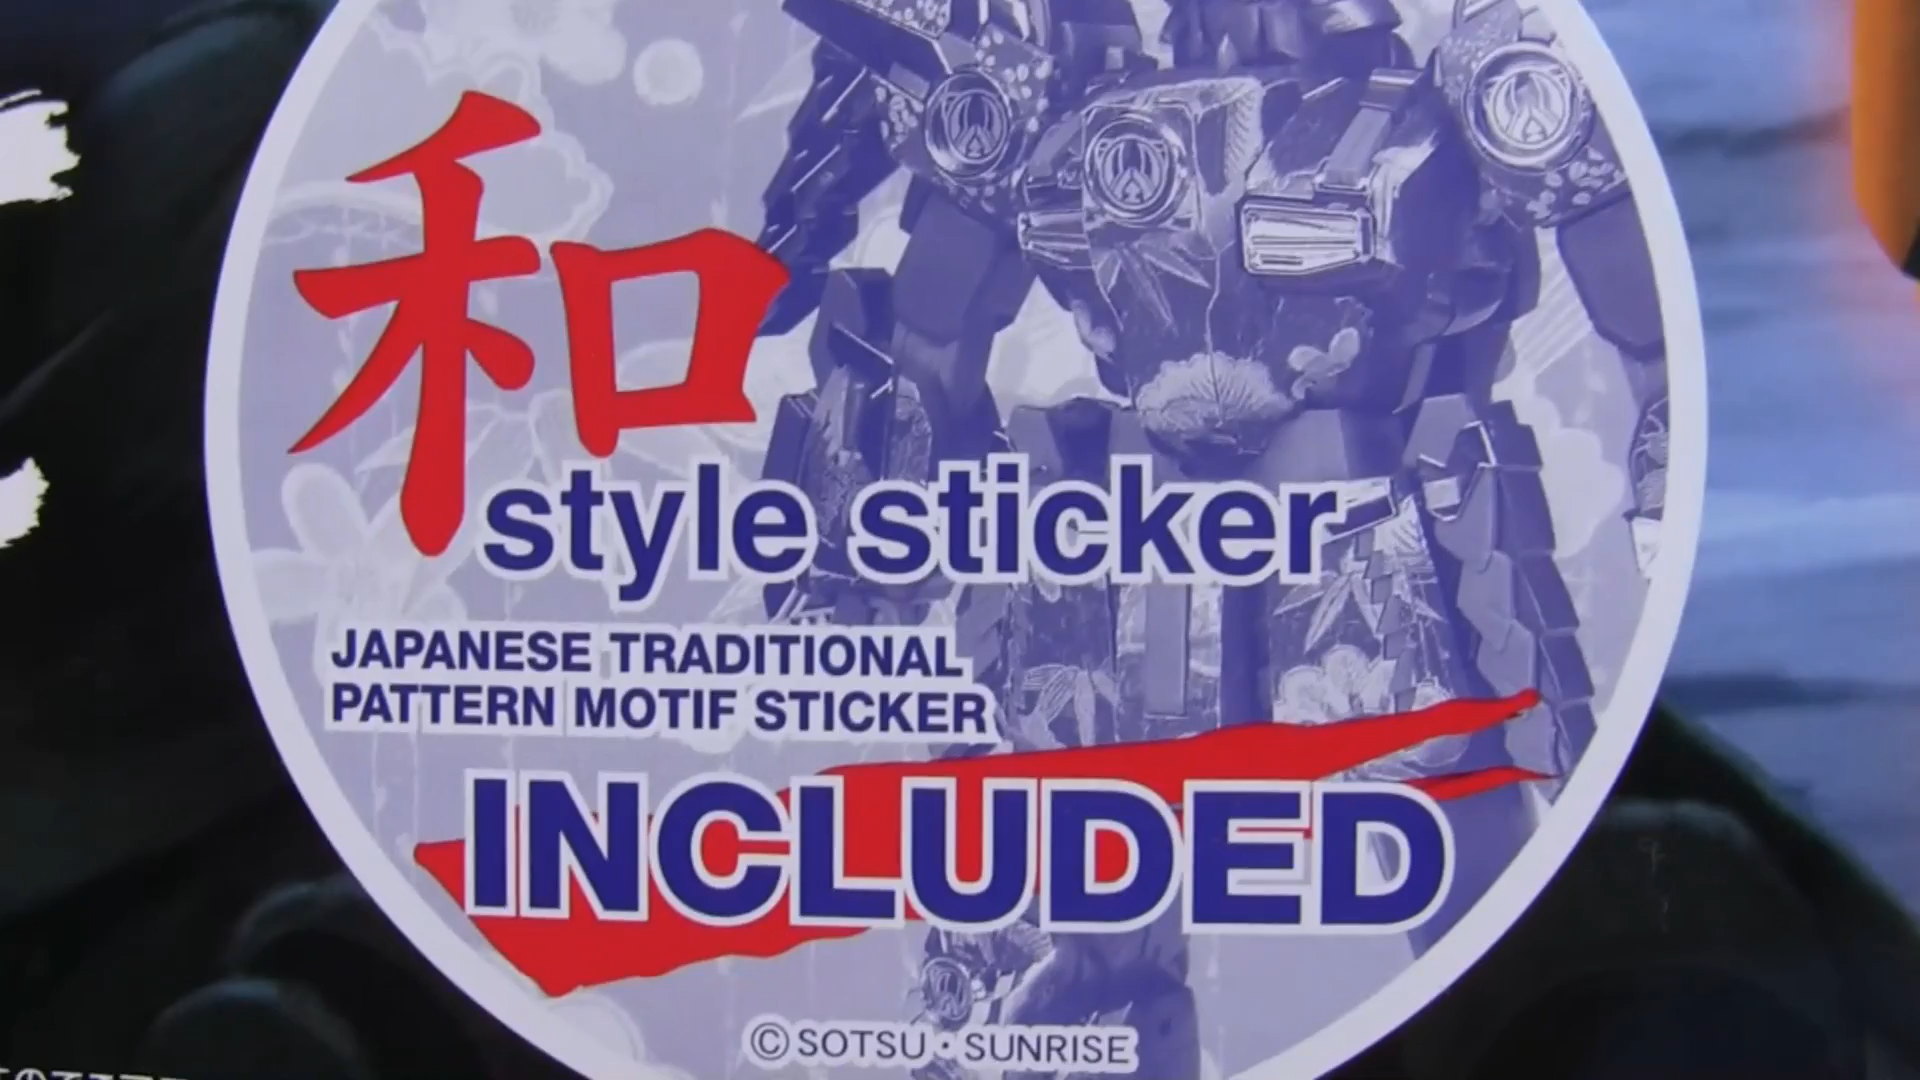 和
style sticker
JAPANESE TRADITIONAL
PATTERN MOTIF STICKER
INCLUDED
©SOTSU・SUNRISE